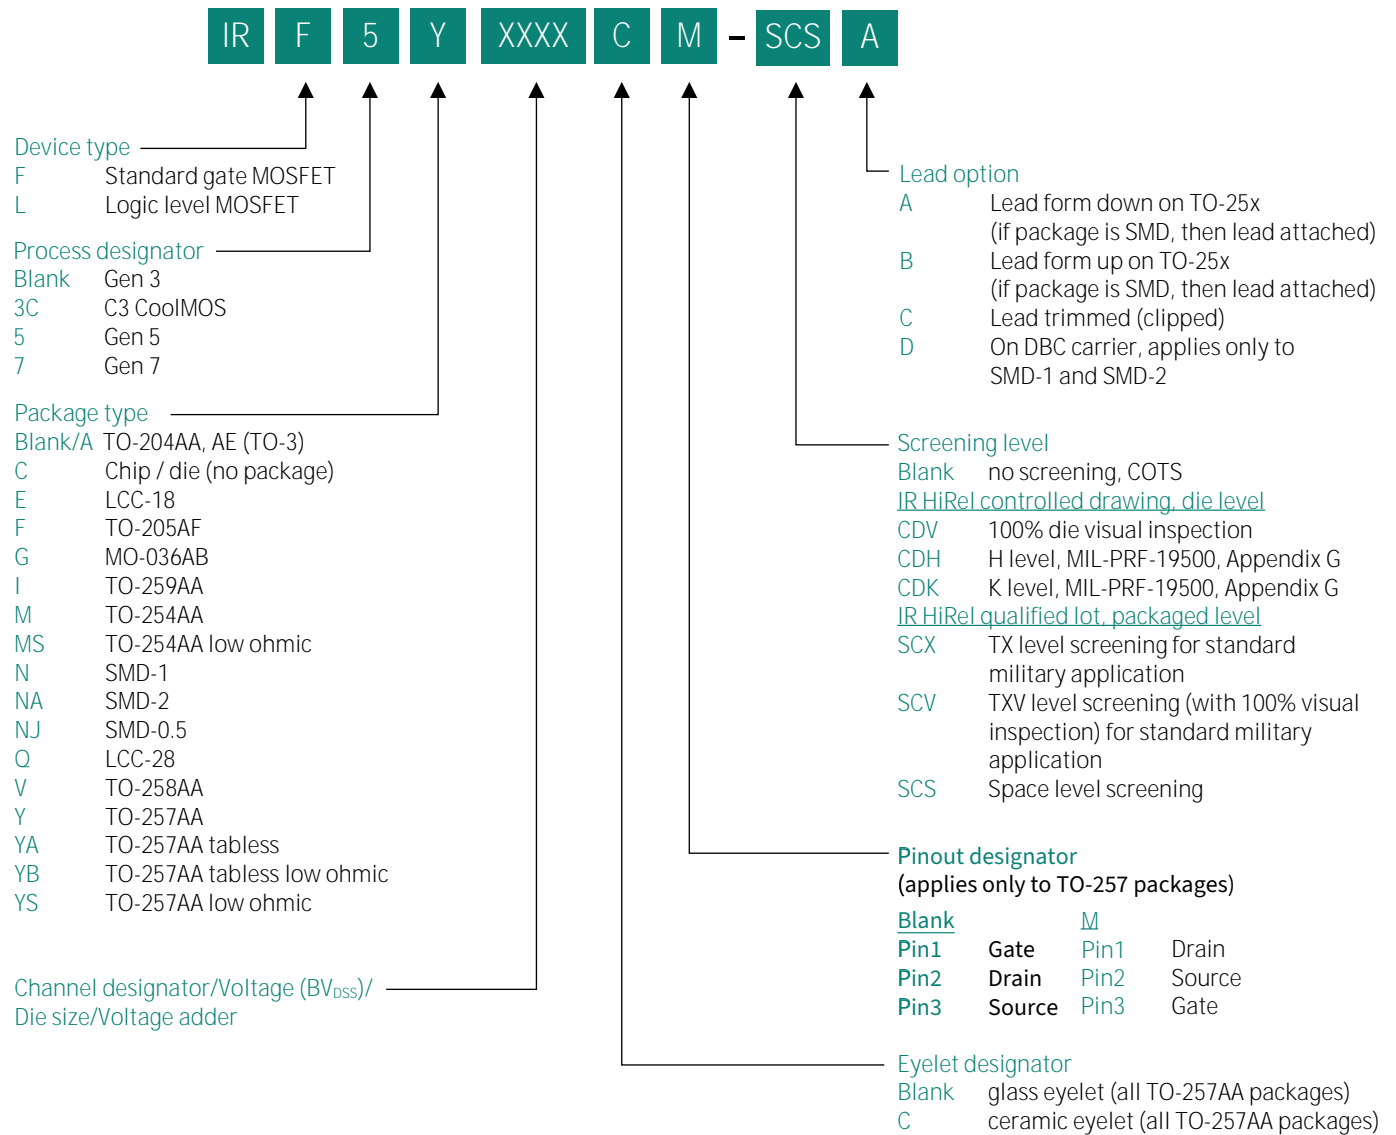 IR F 5 Y XXXX C M – SCS A
Device type
F Standard gate MOSFET
L Logic level MOSFET
Process designator
Blank Gen 3
3C C3 CoolMOS
5 Gen 5
7 Gen 7
Package type
Blank/A TO-204AA, AE (TO-3)
C Chip / die (no package)
E LCC-18
F TO-205AF
G MO-036AB
I TO-259AA
M TO-254AA
MS TO-254AA low ohmic
N SMD-1
NA SMD-2
NJ SMD-0.5
Q LCC-28
V TO-258AA
Y TO-257AA
YA TO-257AA tabless
YB TO-257AA tabless low ohmic
YS TO-257AA low ohmic
Channel designator/Voltage (BVDSS)/
Die size/Voltage adder
Lead option
A Lead form down on TO-25x
(if package is SMD, then lead attached)
B Lead form up on TO-25x
(if package is SMD, then lead attached)
C Lead trimmed (clipped)
D On DBC carrier, applies only to
SMD-1 and SMD-2
Screening level
Blank no screening, COTS
IR HiRel controlled drawing, die level
CDV 100% die visual inspection
CDH H level, MIL-PRF-19500, Appendix G
CDK K level, MIL-PRF-19500, Appendix G
IR HiRel qualified lot, packaged level
SCX TX level screening for standard
military application
SCV TXV level screening (with 100% visual
inspection) for standard military
application
SCS Space level screening
Pinout designator
(applies only to TO-257 packages)
Blank M
Pin1 Gate Pin1 Drain
Pin2 Drain Pin2 Source
Pin3 Source Pin3 Gate
Eyelet designator
Blank glass eyelet (all TO-257AA packages)
C ceramic eyelet (all TO-257AA packages)